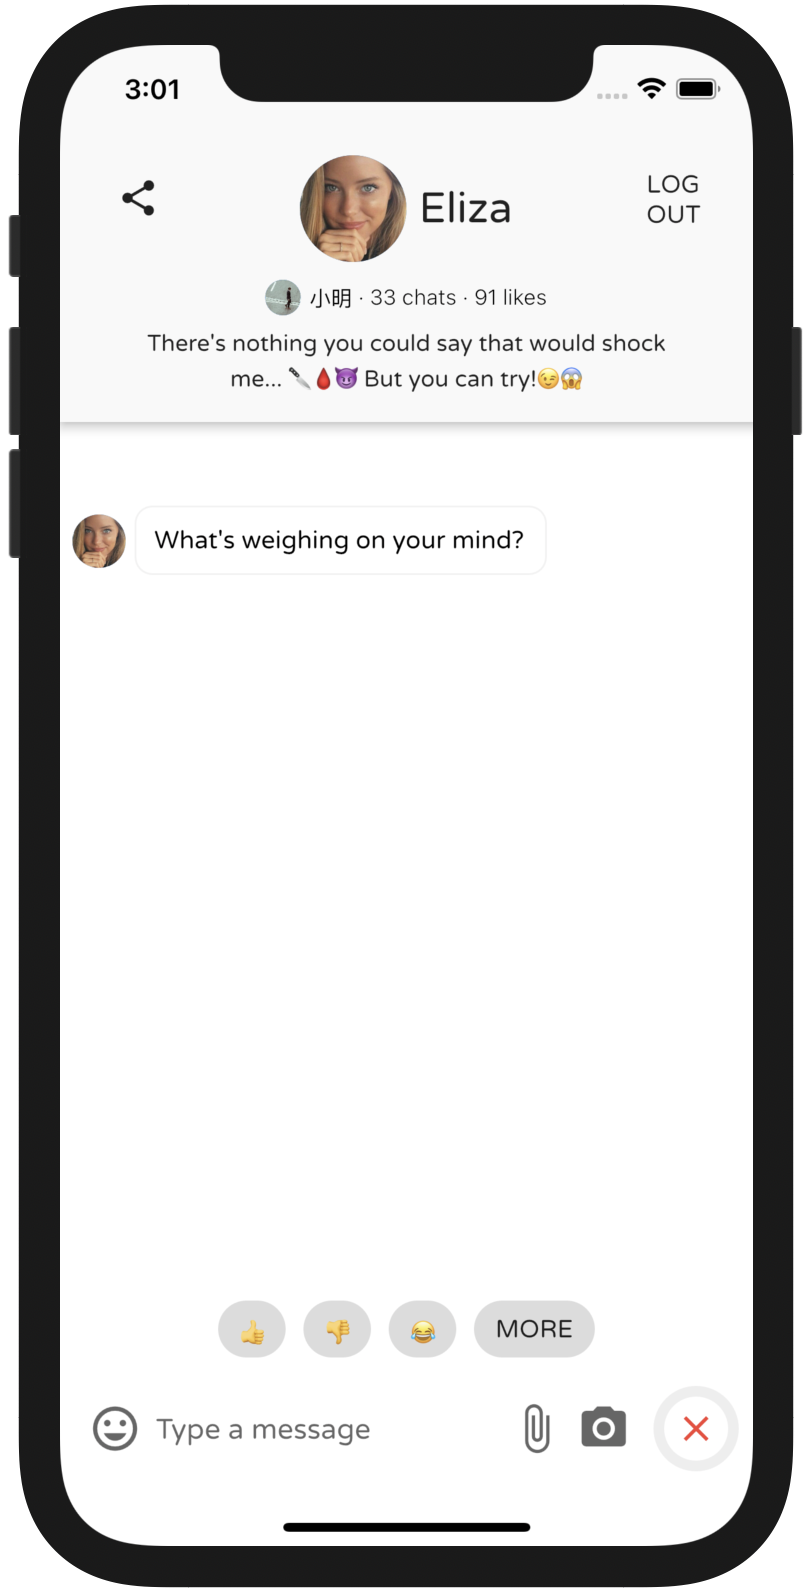 3:01
Eliza
LOG
OUT
小明 · 33 chats · 91 likes
There's nothing you could say that would shock
me... 🔪🩸😈 But you can try!😉😱
What's weighing on your mind?
👍 👎 😂 MORE
Type a message